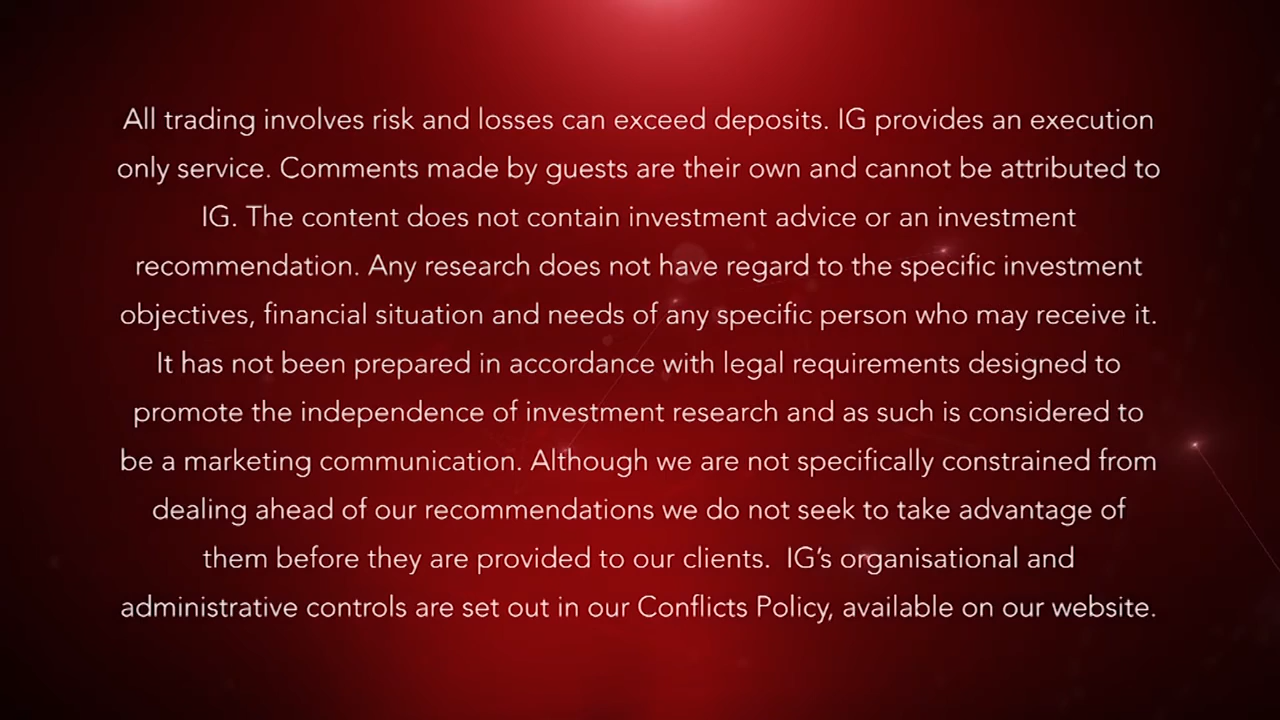 All trading involves risk and losses can exceed deposits. IG provides an execution
only service. Comments made by guests are their own and cannot be attributed to
IG. The content does not contain investment advice or an investment
recommendation. Any research does not have regard to the specific investment
objectives, financial situation and needs of any specific person who may receive it.
It has not been prepared in accordance with legal requirements designed to
promote the independence of investment research and as such is considered to
be a marketing communication. Although we are not specifically constrained from
dealing ahead of our recommendations we do not seek to take advantage of
them before they are provided to our clients.  IG’s organisational and
administrative controls are set out in our Conflicts Policy, available on our website.